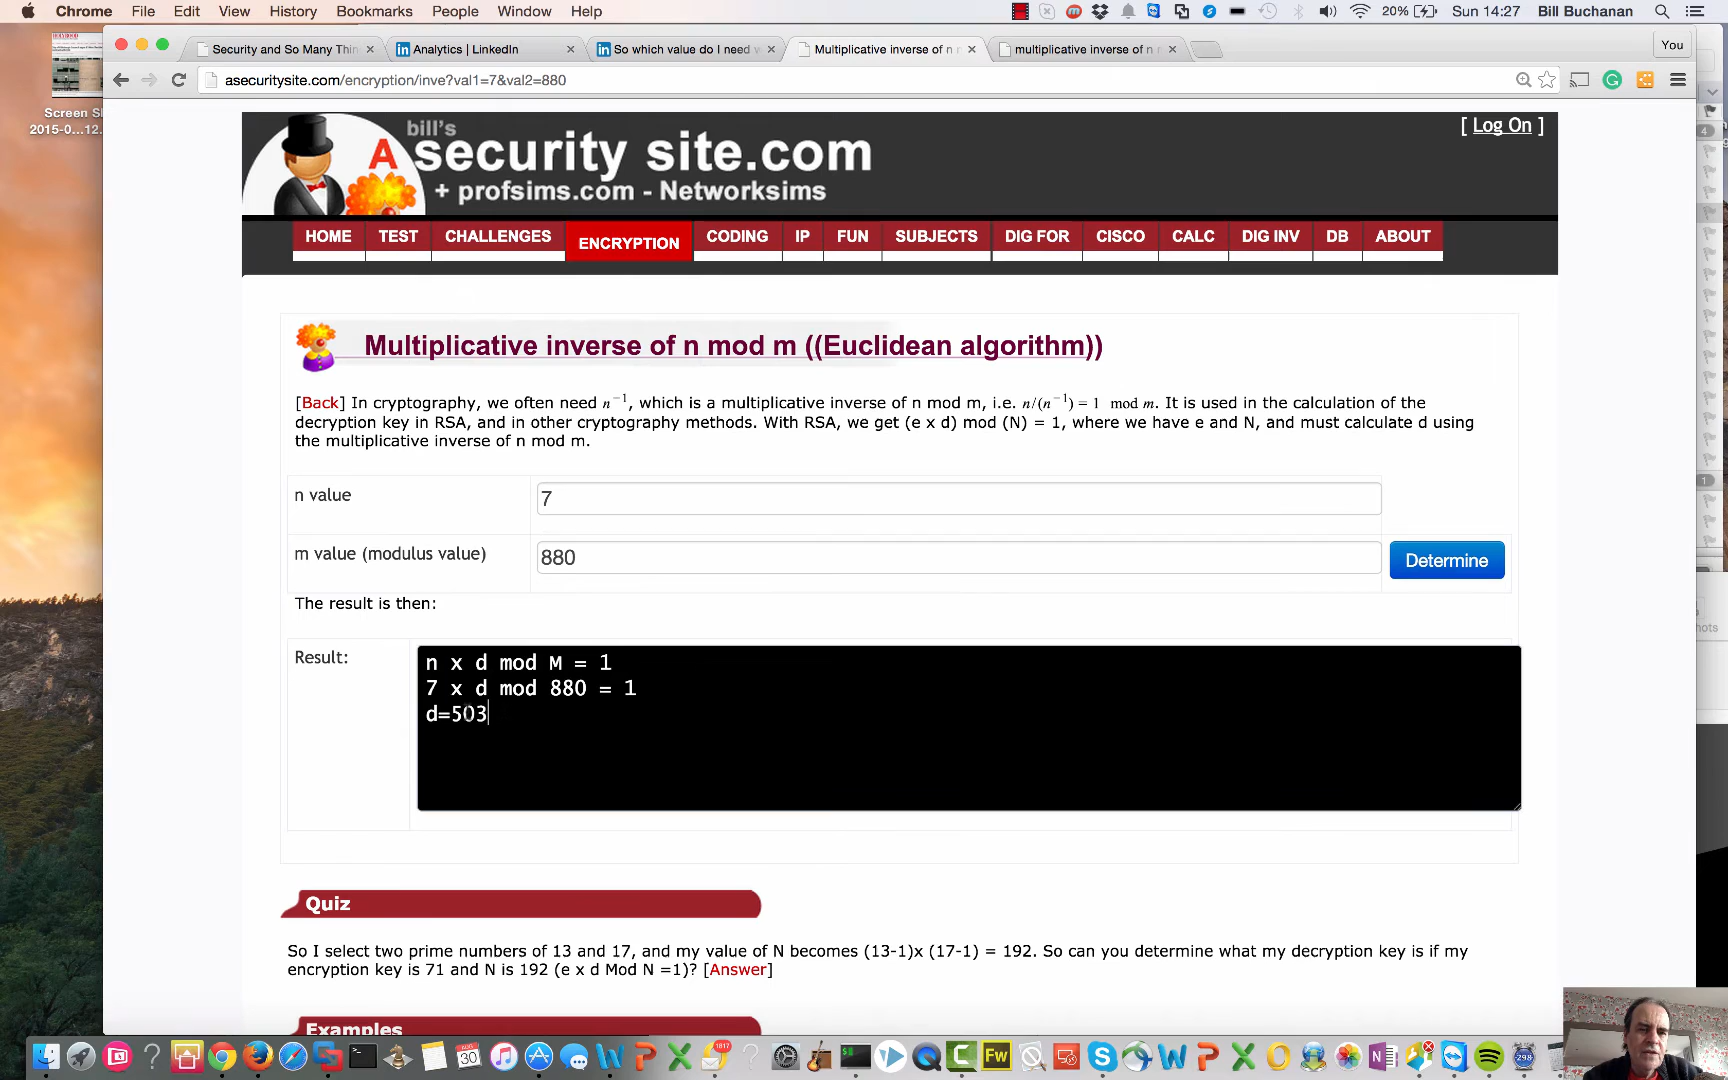 Chrome File Edit View History Bookmarks People Window Help 20% Sun 14:27 Bill Buchanan
Security and So Many Thin Analytics | LinkedIn So which value do I need Multiplicative inverse of n multiplicative inverse of n You
asecuritysite.com/encryption/inve?val1=7&val2=880
Screen S
2015-0...12.
[ Log On ]
bill's
A security site.com
+ profsims.com - Networksims
HOME TEST CHALLENGES ENCRYPTION CODING IP FUN SUBJECTS DIG FOR CISCO CALC DIG INV DB ABOUT
Multiplicative inverse of n mod m ((Euclidean algorithm))
[Back] In cryptography, we often need n⁻¹, which is a multiplicative inverse of n mod m, i.e. n/(n⁻¹) = 1 mod m. It is used in the calculation of the
decryption key in RSA, and in other cryptography methods. With RSA, we get (e x d) mod (N) = 1, where we have e and N, and must calculate d using
the multiplicative inverse of n mod m.
n value 7
m value (modulus value) 880 Determine
The result is then:
Result:
n x d mod M = 1
7 x d mod 880 = 1
d=503
Quiz
So I select two prime numbers of 13 and 17, and my value of N becomes (13-1)x (17-1) = 192. So can you determine what my decryption key is if my
encryption key is 71 and N is 192 (e x d Mod N =1)? [Answer]
Examples